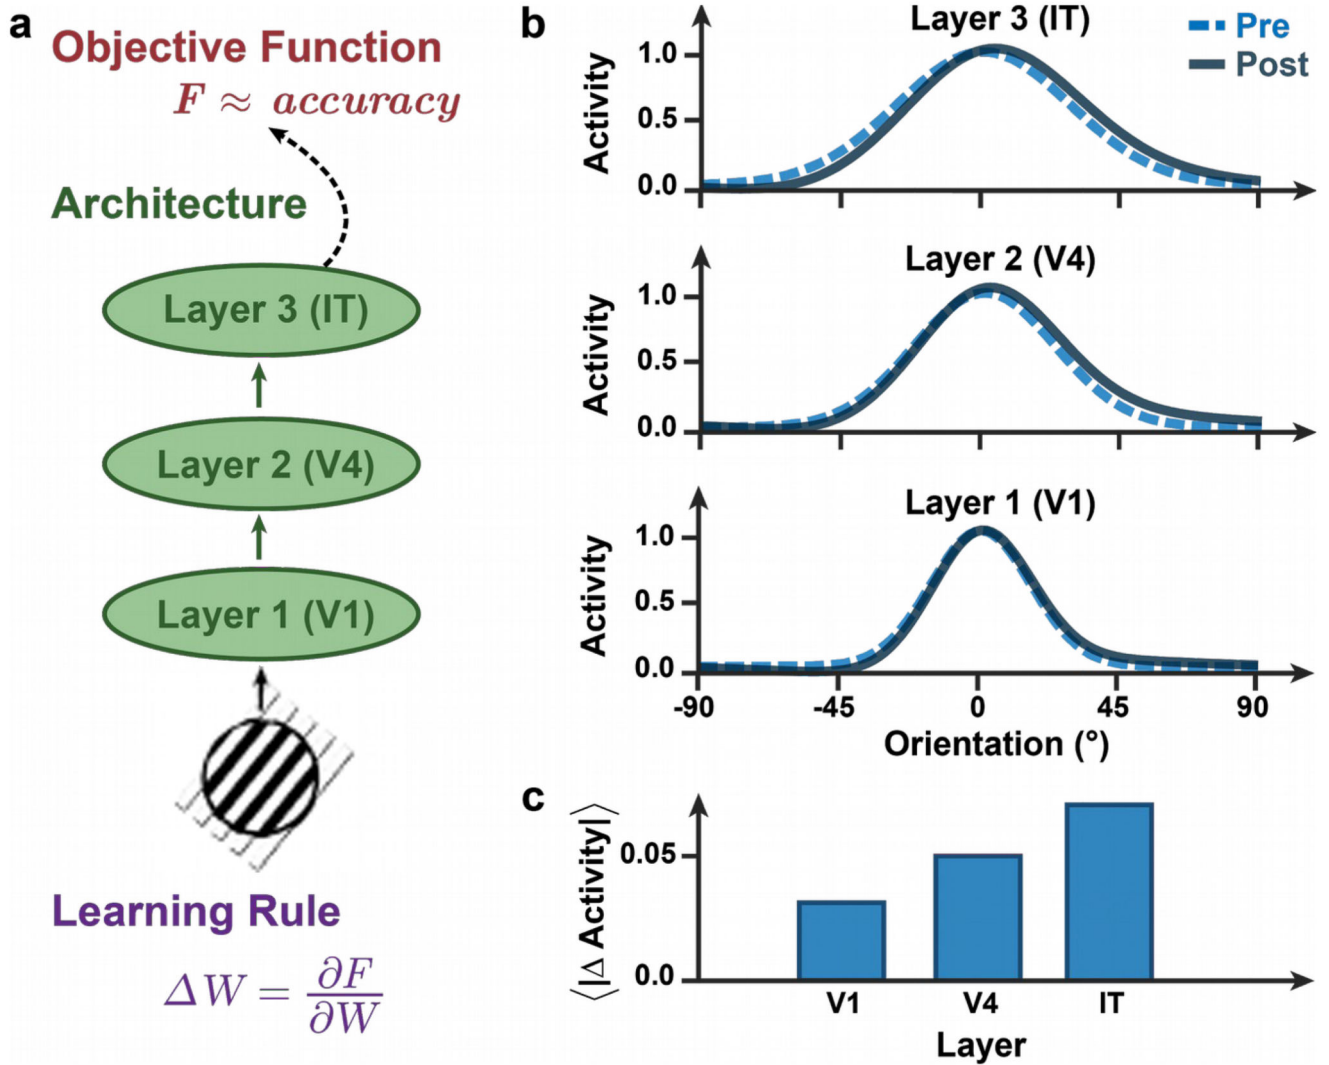 a
Objective Function
F ≈ accuracy
Architecture
Layer 3 (IT)
Layer 2 (V4)
Layer 1 (V1)
Learning Rule
ΔW = ∂F/∂W
b
Layer 3 (IT)
Pre
Post
Activity
1.0
0.5
0.0
Layer 2 (V4)
Activity
1.0
0.5
0.0
Layer 1 (V1)
Activity
1.0
0.5
0.0
-90 -45 0 45 90
Orientation (°)
c
⟨|Δ Activity|⟩
0.05
0.0
V1 V4 IT
Layer